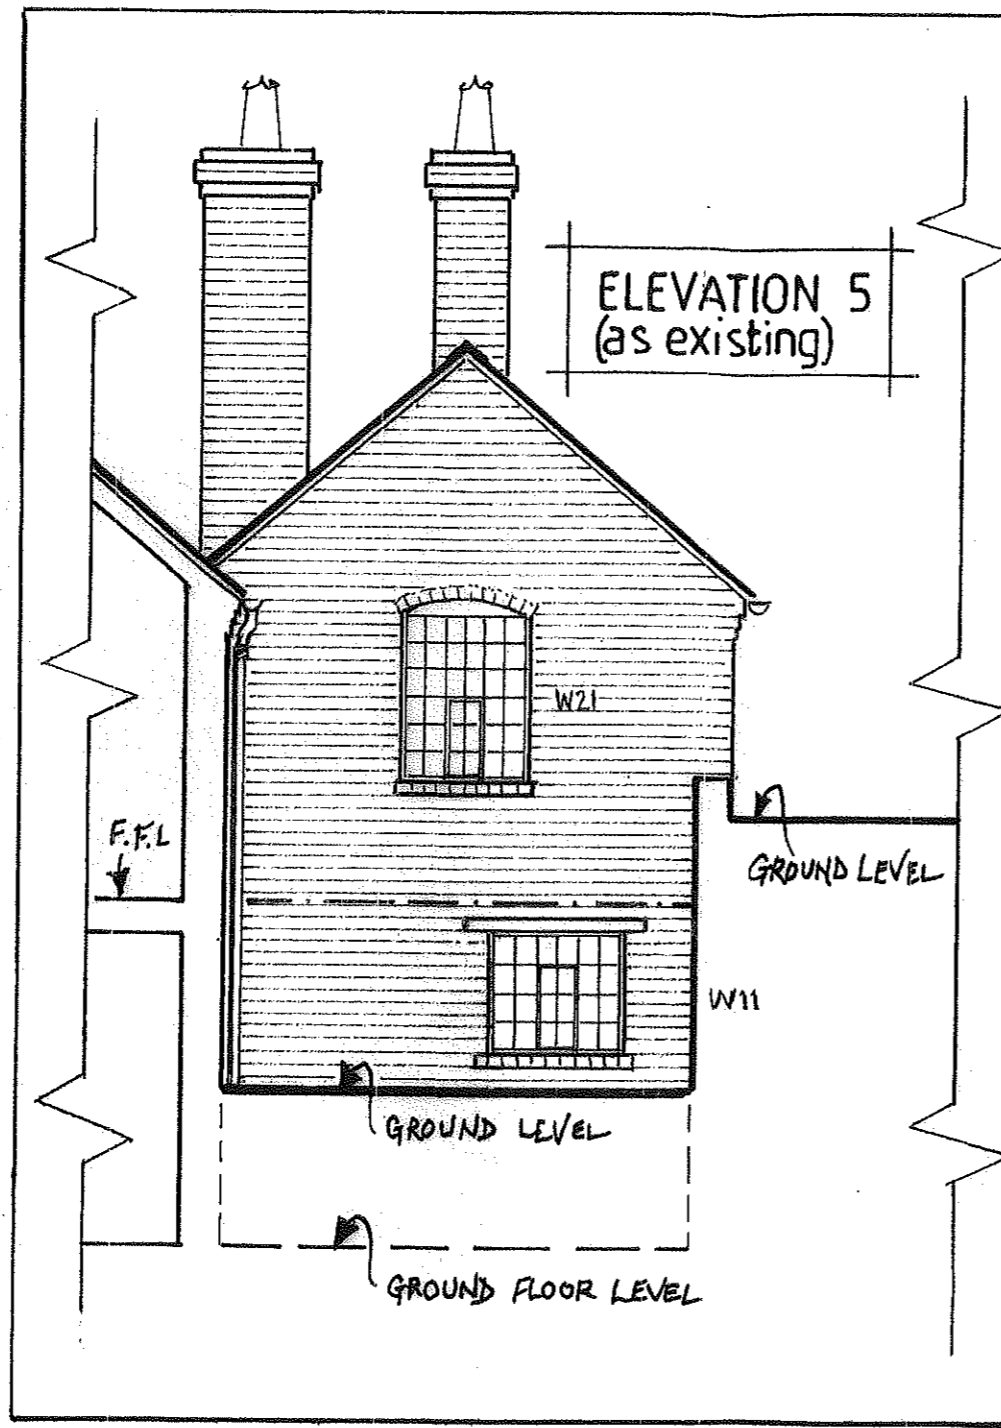 ELEVATION 5
(as existing)
W21
F.F.L
GROUND LEVEL
W11
GROUND LEVEL
GROUND FLOOR LEVEL